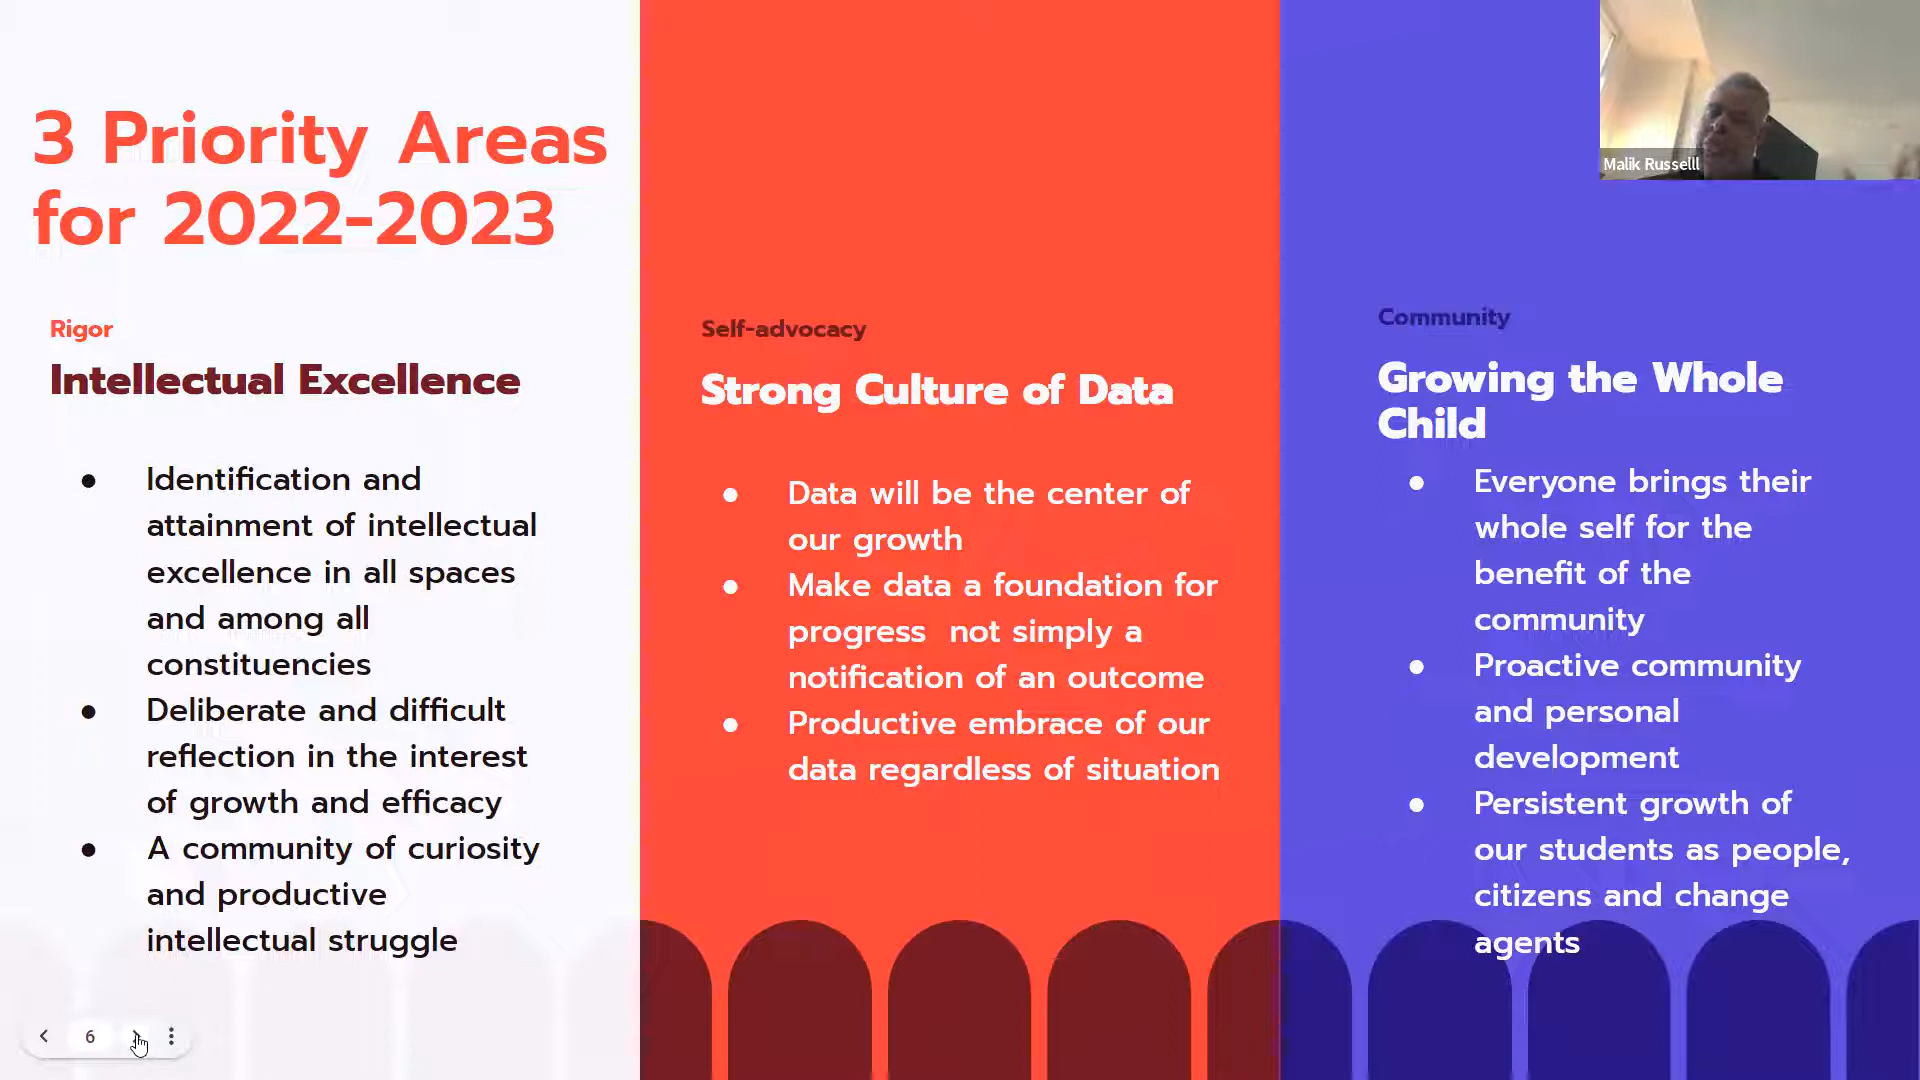 3 Priority Areas
for 2022-2023
Rigor
Intellectual Excellence
● Identification and
attainment of intellectual
excellence in all spaces
and among all
constituencies
● Deliberate and difficult
reflection in the interest
of growth and efficacy
● A community of curiosity
and productive
intellectual struggle
Self-advocacy
Strong Culture of Data
● Data will be the center of
our growth
● Make data a foundation for
progress  not simply a
notification of an outcome
● Productive embrace of our
data regardless of situation
Community
Growing the Whole
Child
● Everyone brings their
whole self for the
benefit of the
community
● Proactive community
and personal
development
● Persistent growth of
our students as people,
citizens and change
agents
Malik Russelll
6